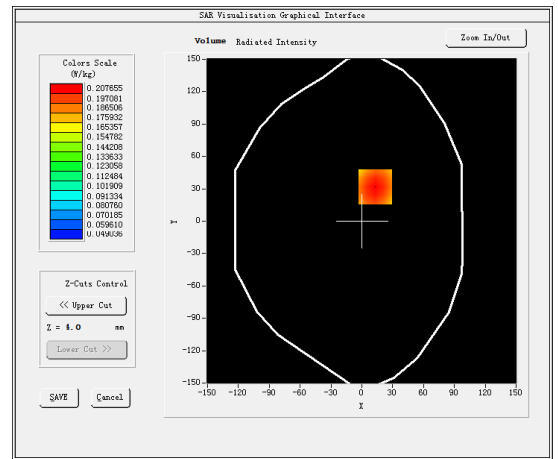 SAR Visualisation Graphical Interface
Volume Radiated Intensity
Zoom In/Out
Colors Scale
(W/kg)
0.207655
0.197081
0.186506
0.175932
0.165357
0.154782
0.144208
0.133633
0.123058
0.112484
0.101909
0.091334
0.080760
0.070185
0.059610
0.049036
Z-Cuts Control
<< Upper Cut
Z = 4.0 mm
Lower Cut >>
SAVE Cancel
150
120
90
60
30
0
-30
-60
-90
-120
-150
Y
-150 -120 -90 -60 -30 0 30 60 90 120 150
X